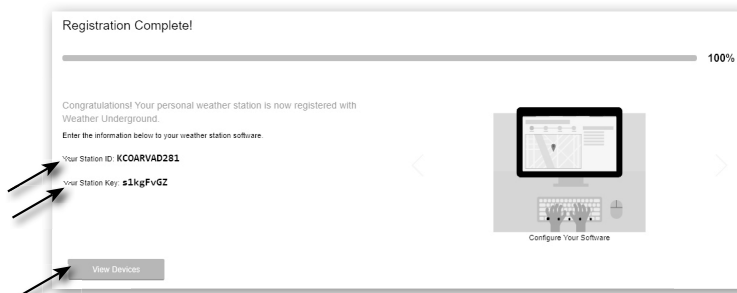 Registration Complete!
100%
Congratulations! Your personal weather station is now registered with
Weather Underground.
Enter the information below to your weather station software.
Your Station ID: KCOARVAD281
Your Station Key: s1kgFvGZ
Configure Your Software
View Devices